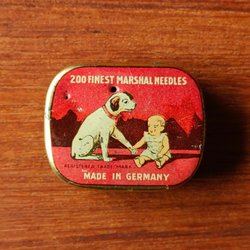 200 FINEST MARSHAL NEEDLES
REGISTERED TRADE MARK
MADE IN GERMANY